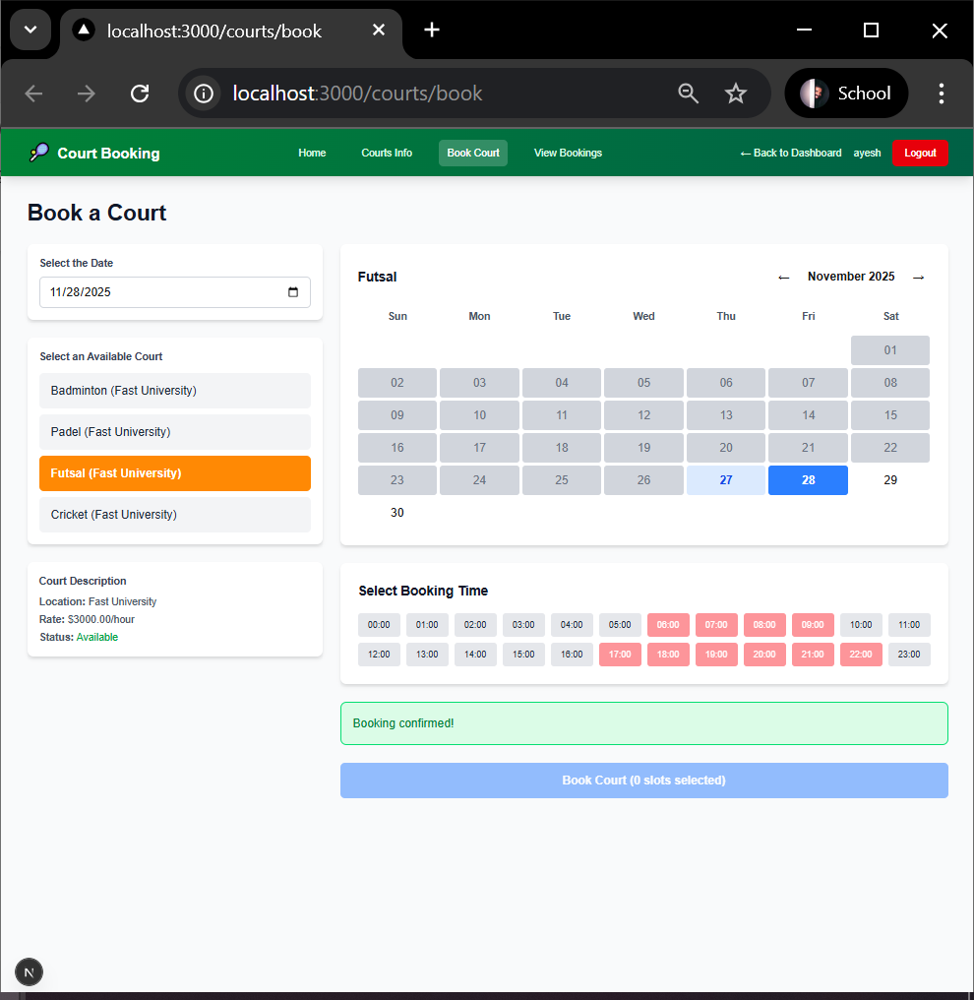 localhost:3000/courts/book
localhost:3000/courts/book
School
Court Booking
Home
Courts Info
Book Court
View Bookings
← Back to Dashboard
ayesh
Logout
Book a Court
Select the Date
11/28/2025
Select an Available Court
Badminton (Fast University)
Padel (Fast University)
Futsal (Fast University)
Cricket (Fast University)
Court Description
Location: Fast University
Rate: $3000.00/hour
Status: Available
Futsal
← November 2025 →
Sun Mon Tue Wed Thu Fri Sat
01
02 03 04 05 06 07 08
09 10 11 12 13 14 15
16 17 18 19 20 21 22
23 24 25 26 27 28 29
30
Select Booking Time
00:00 01:00 02:00 03:00 04:00 05:00 06:00 07:00 08:00 09:00 10:00 11:00
12:00 13:00 14:00 15:00 16:00 17:00 18:00 19:00 20:00 21:00 22:00 23:00
Booking confirmed!
Book Court (0 slots selected)
N